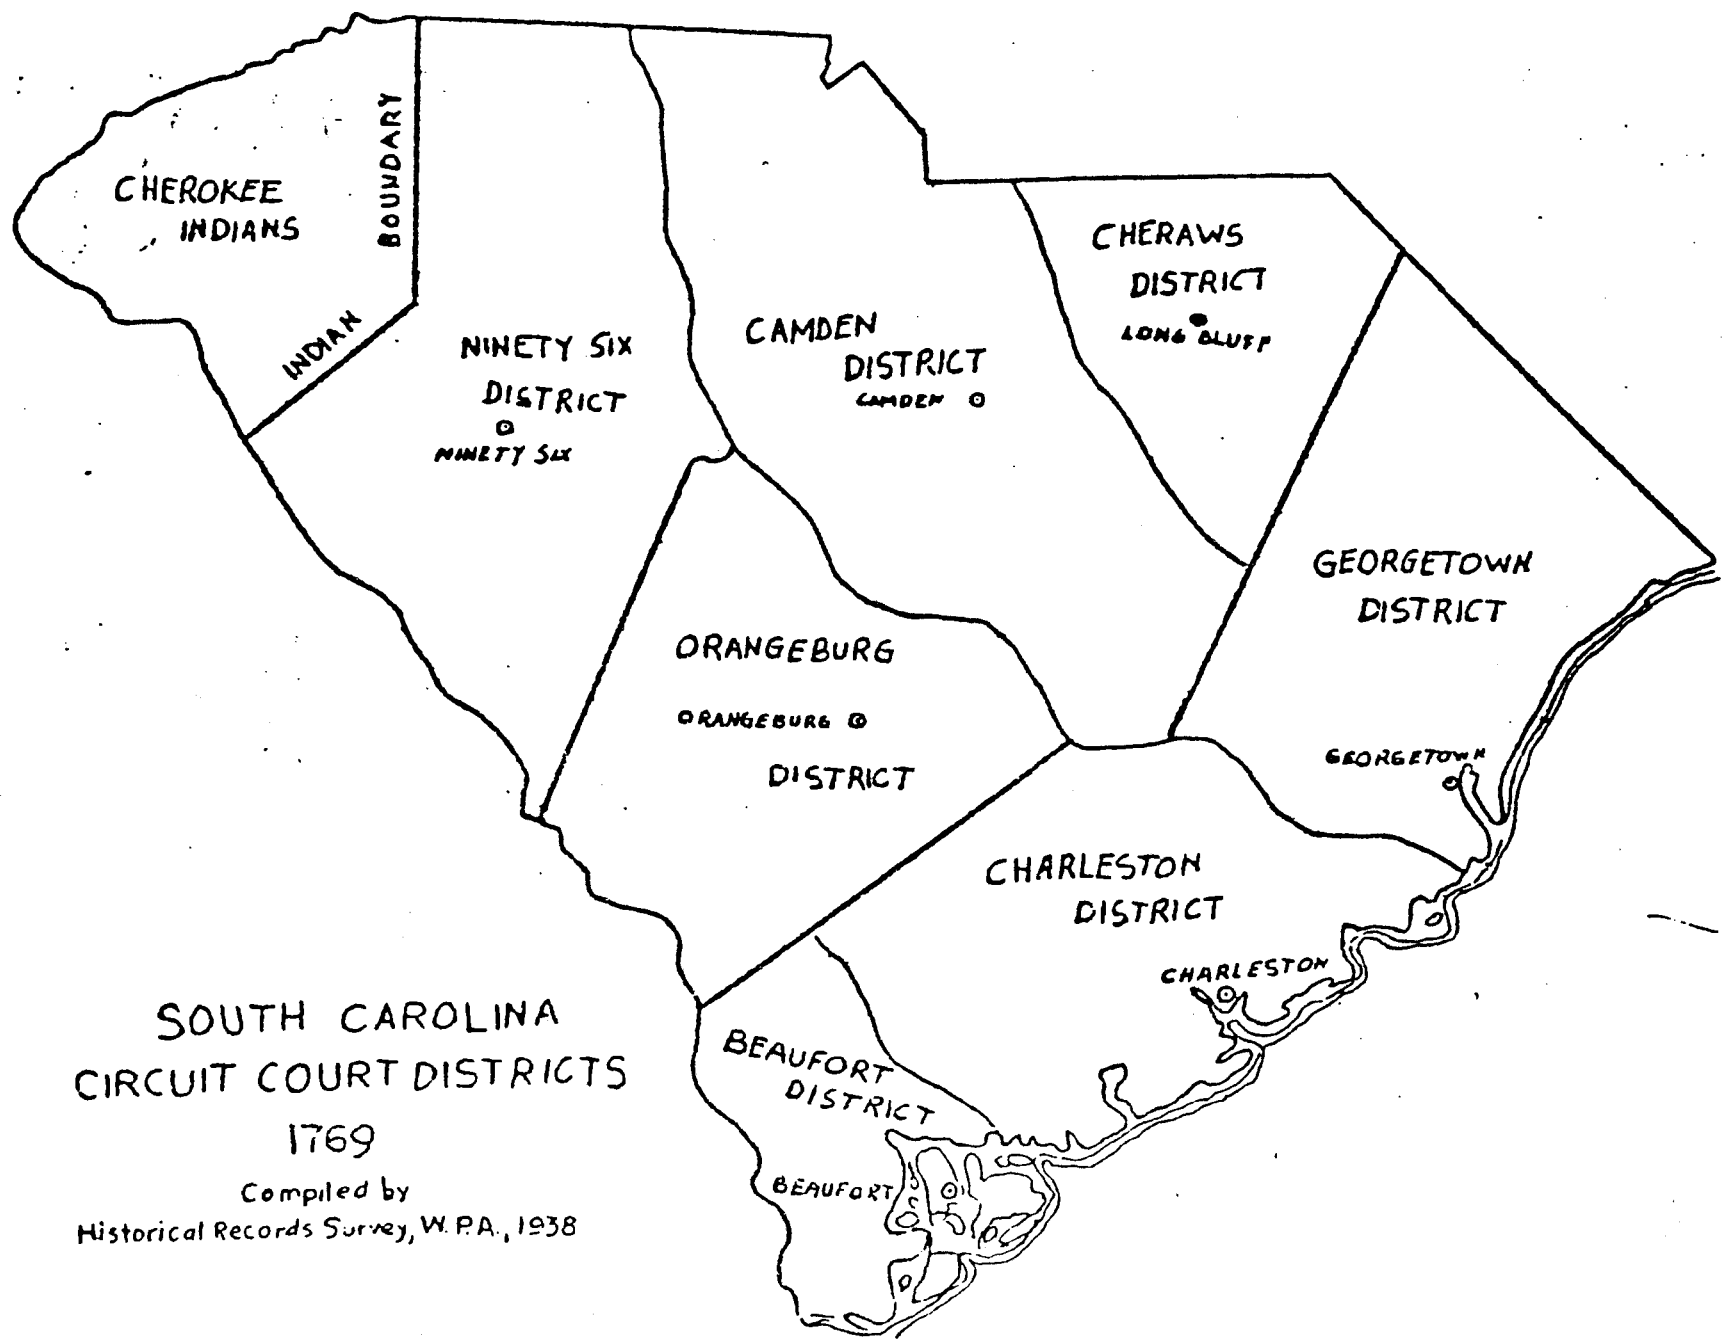 CHEROKEE
INDIANS
BOUNDARY
INDIAN
NINETY SIX
DISTRICT
NINETY SIX
CAMDEN
DISTRICT
CAMDEN
CHERAWS
DISTRICT
LONG BLUFF
GEORGETOWN
DISTRICT
GEORGETOWN
ORANGEBURG
ORANGEBURG
DISTRICT
CHARLESTON
DISTRICT
CHARLESTON
BEAUFORT
DISTRICT
BEAUFORT
SOUTH CAROLINA
CIRCUIT COURT DISTRICTS
1769
Compiled by
Historical Records Survey, W.P.A., 1938